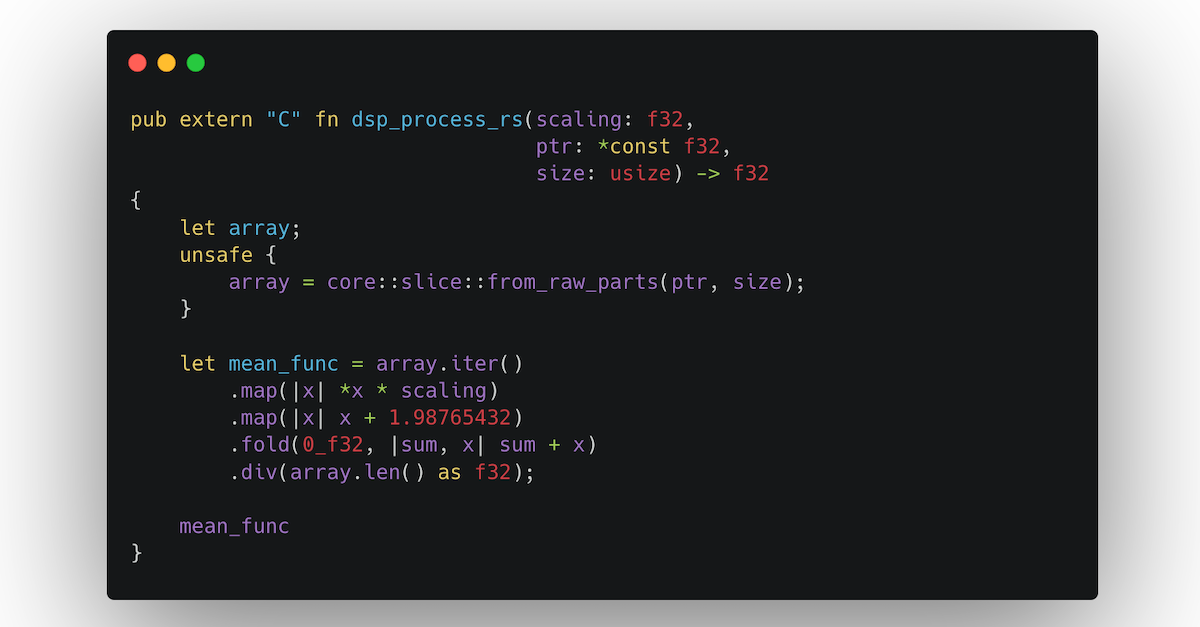 pub extern "C" fn dsp_process_rs(scaling: f32,
                                 ptr: *const f32,
                                 size: usize) -> f32
{
    let array;
    unsafe {
        array = core::slice::from_raw_parts(ptr, size);
    }

    let mean_func = array.iter()
        .map(|x| *x * scaling)
        .map(|x| x + 1.98765432)
        .fold(0_f32, |sum, x| sum + x)
        .div(array.len() as f32);

    mean_func
}